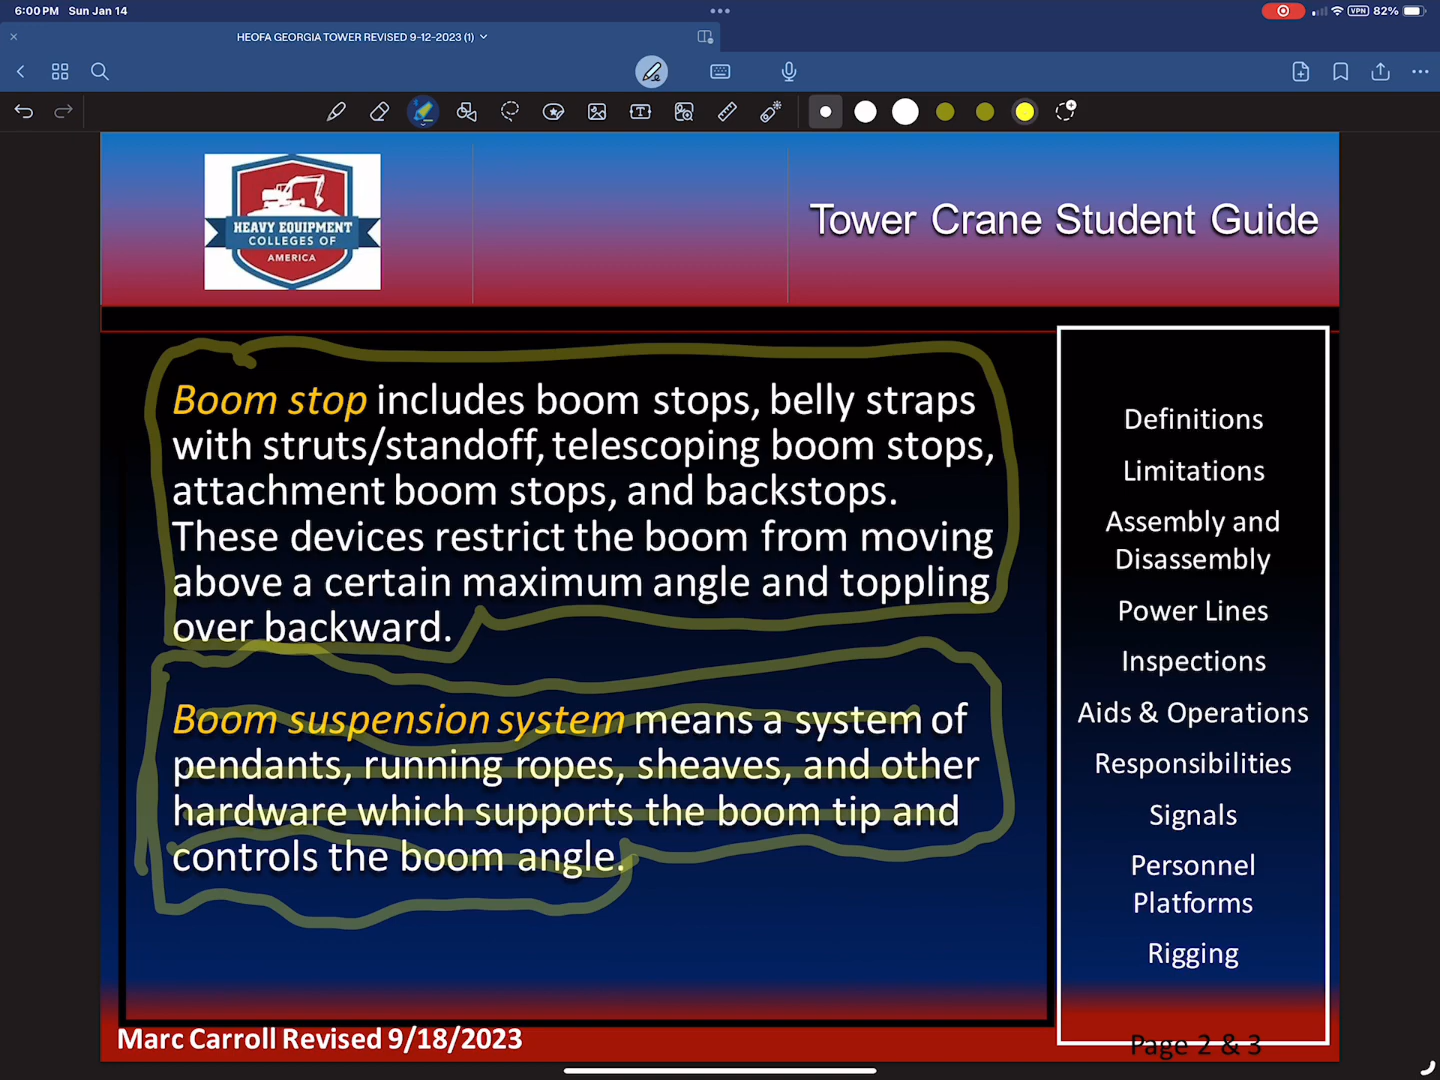 6:00 PM Sun Jan 14
VPN 82%
HEOFA GEORGIA TOWER REVISED 9-12-2023 (1)
HEAVY EQUIPMENT
COLLEGES OF
AMERICA
Tower Crane Student Guide
Boom stop includes boom stops, belly straps
with struts/standoff, telescoping boom stops,
attachment boom stops, and backstops.
These devices restrict the boom from moving
above a certain maximum angle and toppling
over backward.
Boom suspension system means a system of
pendants, running ropes, sheaves, and other
hardware which supports the boom tip and
controls the boom angle.
Definitions
Limitations
Assembly and
Disassembly
Power Lines
Inspections
Aids & Operations
Responsibilities
Signals
Personnel
Platforms
Rigging
Marc Carroll Revised 9/18/2023
Page 2 & 3